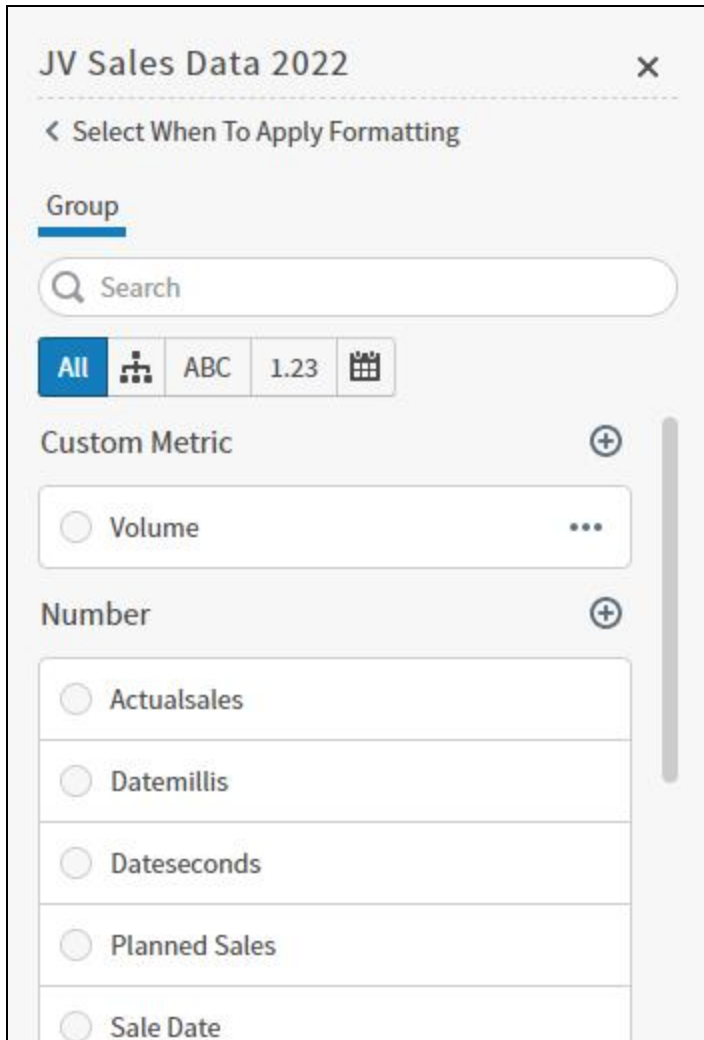 JV Sales Data 2022
Select When To Apply Formatting
Group
Search
All ABC 1.23
Custom Metric
Volume
Number
Actualsales
Datemillis
Dateseconds
Planned Sales
Sale Date